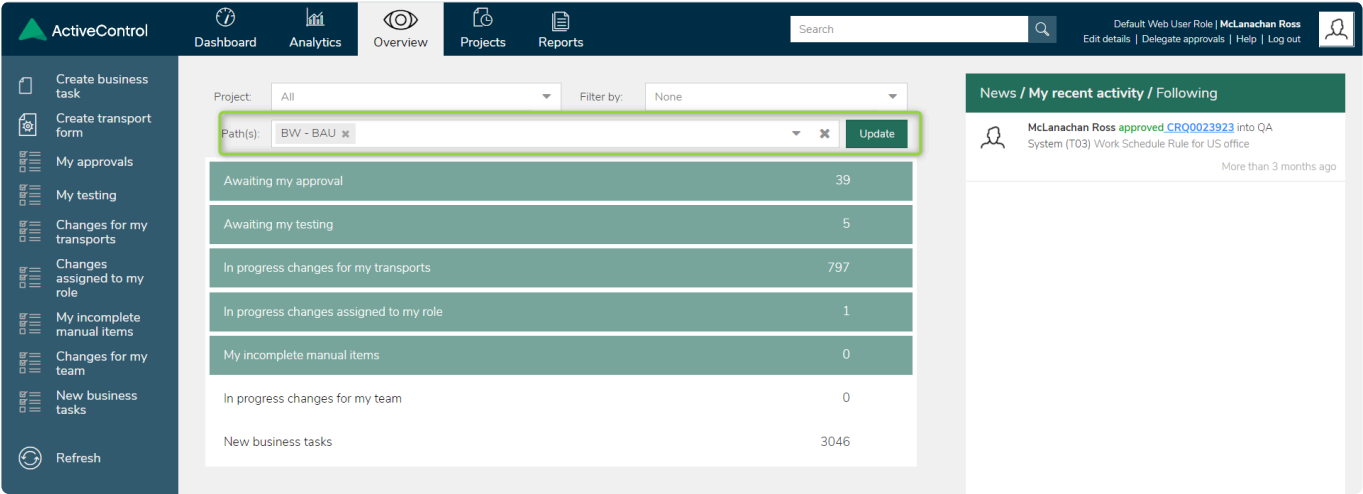 ActiveControl
Dashboard
Analytics
Overview
Projects
Reports
Search
Default Web User Role | McLanachan Ross
Edit details | Delegate approvals | Help | Log out
Create business
task
Create transport
form
My approvals
My testing
Changes for my
transports
Changes
assigned to my
role
My incomplete
manual items
Changes for my
team
New business
tasks
Refresh
Project: All
Filter by: None
Path(s): BW - BAU × Update
Awaiting my approval 39
Awaiting my testing 5
In progress changes for my transports 797
In progress changes assigned to my role 1
My incomplete manual items 0
In progress changes for my team 0
New business tasks 3046
News / My recent activity / Following
McLanachan Ross approved CRQ0023923 into QA
System (T03) Work Schedule Rule for US office
More than 3 months ago